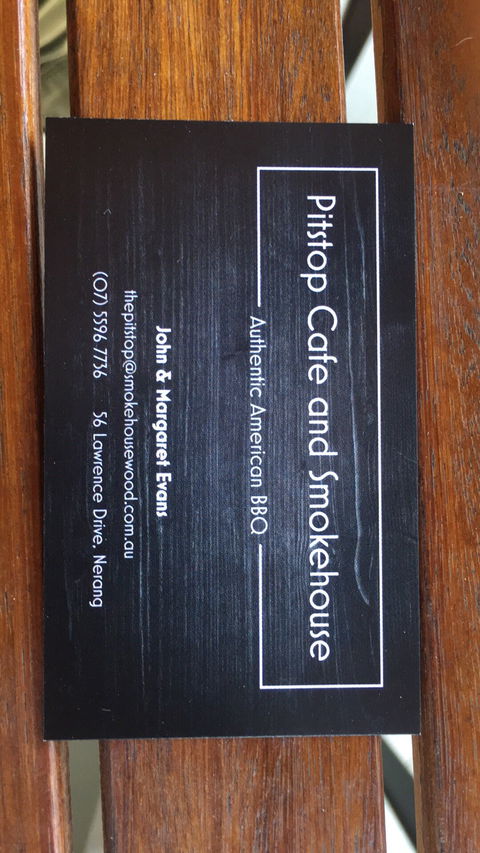 Pitstop Cafe and Smokehouse
Authentic American BBQ
John & Margaret Evans
thepitstop@smokehousewood.com.au
(07) 5596 7736 56 Lawrence Drive, Nerang